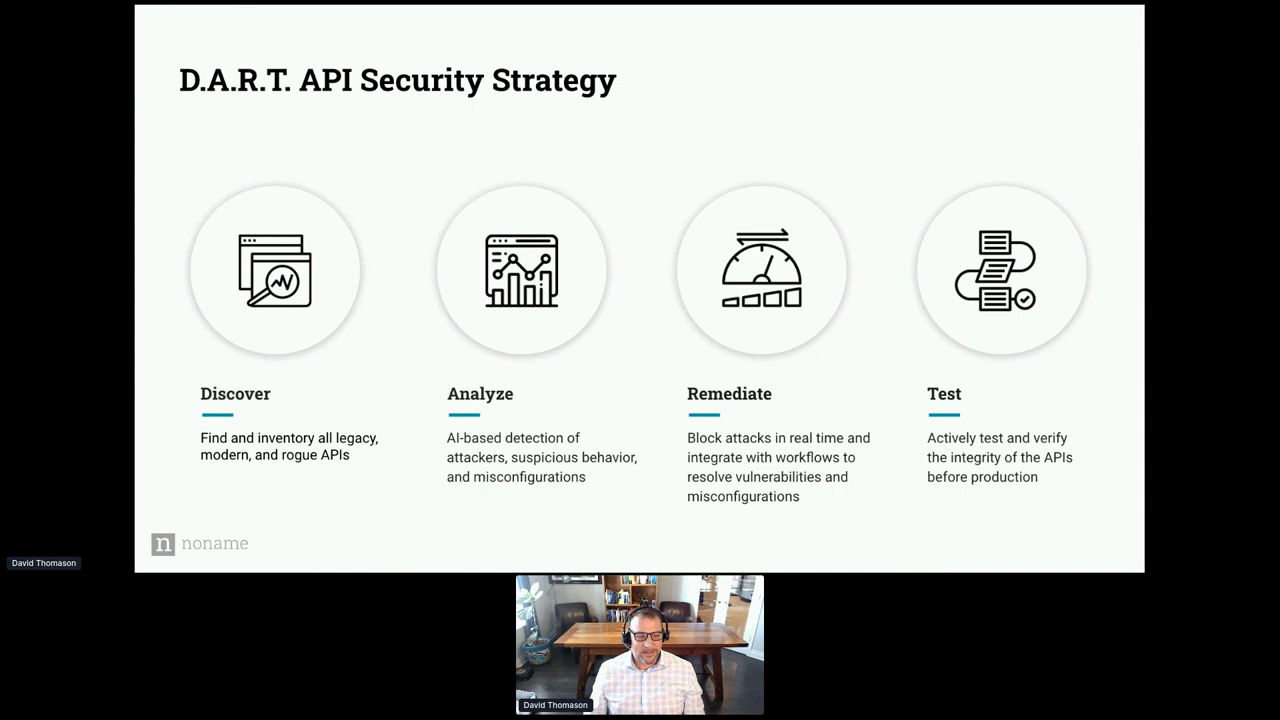 D.A.R.T. API Security Strategy
Discover
Find and inventory all legacy,
modern, and rogue APIs
Analyze
AI-based detection of
attackers, suspicious behavior,
and misconfigurations
Remediate
Block attacks in real time and
integrate with workflows to
resolve vulnerabilities and
misconfigurations
Test
Actively test and verify
the integrity of the APIs
before production
n noname
David Thomason
David Thomason